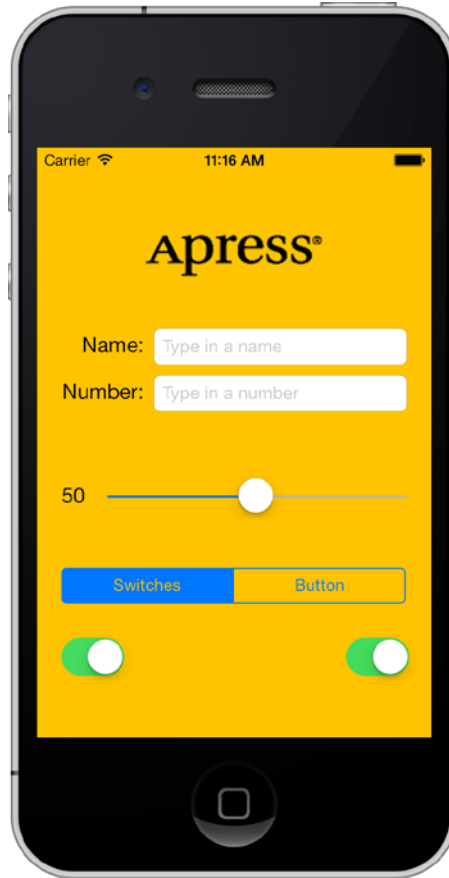 Carrier 11:16 AM
Apress®
Name: Type in a name
Number: Type in a number
50
Switches Button